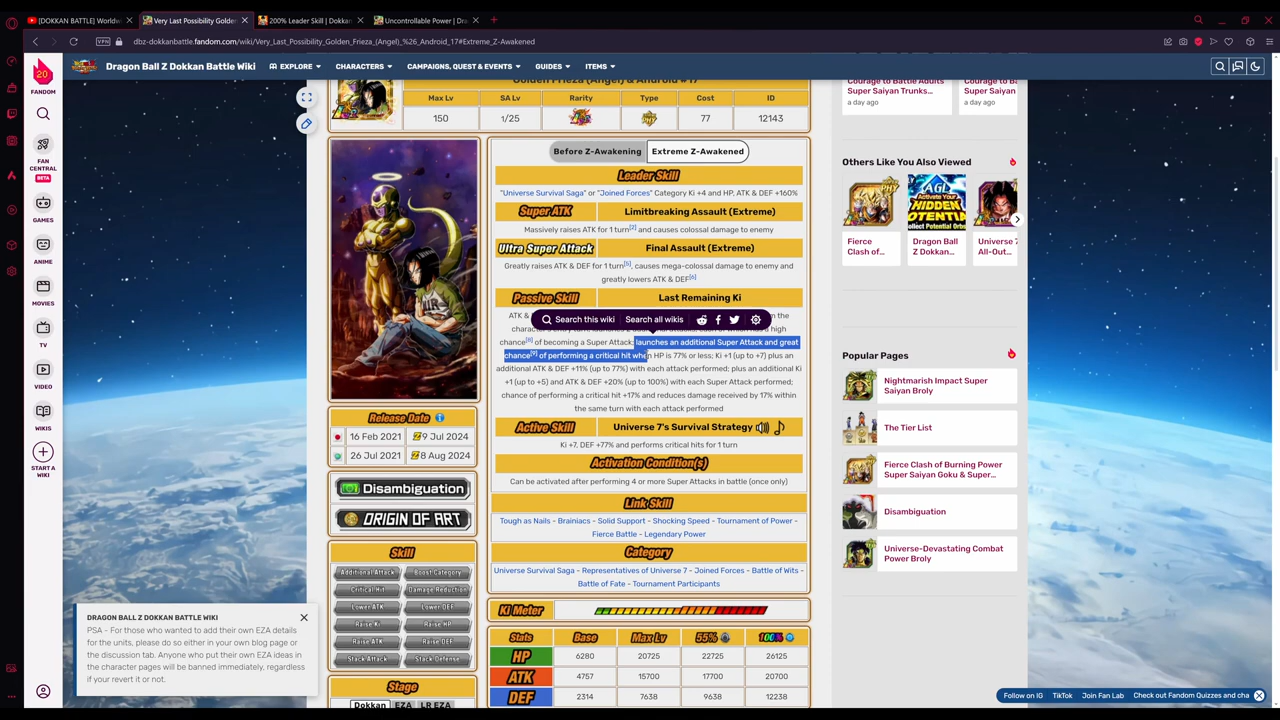 [DOKKAN BATTLE] Worldw
Very Last Possibility Golden
200% Leader Skill | Dokkan
Uncontrollable Power | Dra
VPN
dbz-dokkanbattle.fandom.com/wiki/Very_Last_Possibility_Golden_Frieza_(Angel)_%26_Android_17#Extreme_Z-Awakened
20
FANDOM
FAN CENTRAL
BETA
GAMES
ANIME
MOVIES
TV
VIDEO
WIKIS
START A WIKI
Dragon Ball Z Dokkan Battle Wiki
EXPLORE
CHARACTERS
CAMPAIGNS, QUEST & EVENTS
GUIDES
ITEMS
Golden Frieza (Angel) & Android #17
Max Lv
SA Lv
Rarity
Type
Cost
ID
150
1/25
77
12143
Before Z-Awakening
Extreme Z-Awakened
Leader Skill
"Universe Survival Saga" or "Joined Forces" Category Ki +4 and HP, ATK & DEF +160%
Super ATK
Limitbreaking Assault (Extreme)
Massively raises ATK for 1 turn[2] and causes colossal damage to enemy
Ultra Super Attack
Final Assault (Extreme)
Greatly raises ATK & DEF for 1 turn[5], causes mega-colossal damage to enemy and
greatly lowers ATK & DEF[6]
Passive Skill
Last Remaining Ki
Search this wiki
Search all wikis
chance[8] of becoming a Super Attack; launches an additional Super Attack and great
chance[9] of performing a critical hit when HP is 77% or less; Ki +1 (up to +7) plus an
additional ATK & DEF +11% (up to 77%) with each attack performed; plus an additional Ki
+1 (up to +5) and ATK & DEF +20% (up to 100%) with each Super Attack performed;
chance of performing a critical hit +17% and reduces damage received by 17% within
the same turn with each attack performed
Active Skill
Universe 7's Survival Strategy
Ki +7, DEF +77% and performs critical hits for 1 turn
Activation Condition(s)
Can be activated after performing 4 or more Super Attacks in battle (once only)
Link Skill
Tough as Nails - Brainiacs - Solid Support - Shocking Speed - Tournament of Power -
Fierce Battle - Legendary Power
Category
Universe Survival Saga - Representatives of Universe 7 - Joined Forces - Battle of Wits -
Battle of Fate - Tournament Participants
Ki Meter
Stats
Base
Max Lv
55%
100%
HP
6280
20725
22725
26125
ATK
4757
15700
17700
20700
DEF
2314
7638
9638
12238
Release Date
16 Feb 2021
9 Jul 2024
26 Jul 2021
8 Aug 2024
Disambiguation
ORIGIN OF ART
Skill
Additional Attack
Boost Category
Critical Hit
Damage Reduction
Lower ATK
Lower DEF
Raise Ki
Raise HP
Raise ATK
Raise DEF
Stack Attack
Stack Defense
Stage
Dokkan
EZA
LR EZA
DRAGON BALL Z DOKKAN BATTLE WIKI
PSA - For those who wanted to add their own EZA details
for the units, please do so either in your own blog page or
the discussion tab. Anyone who put their own EZA ideas in
the character pages will be banned immediately, regardless
if your revert it or not.
Courage to Battle Adults
Super Saiyan Trunks...
a day ago
Courage to Ba
Super Saiyan
a day ago
Others Like You Also Viewed
Fierce
Clash of...
AGL
HIDDEN
POTENTIAL
Dragon Ball
Z Dokkan...
Universe 7
All-Out...
Popular Pages
Nightmarish Impact Super
Saiyan Broly
The Tier List
Fierce Clash of Burning Power
Super Saiyan Goku & Super...
Disambiguation
Universe-Devastating Combat
Power Broly
Follow on IG
TikTok
Join Fan Lab
Check out Fandom Quizzes and cha